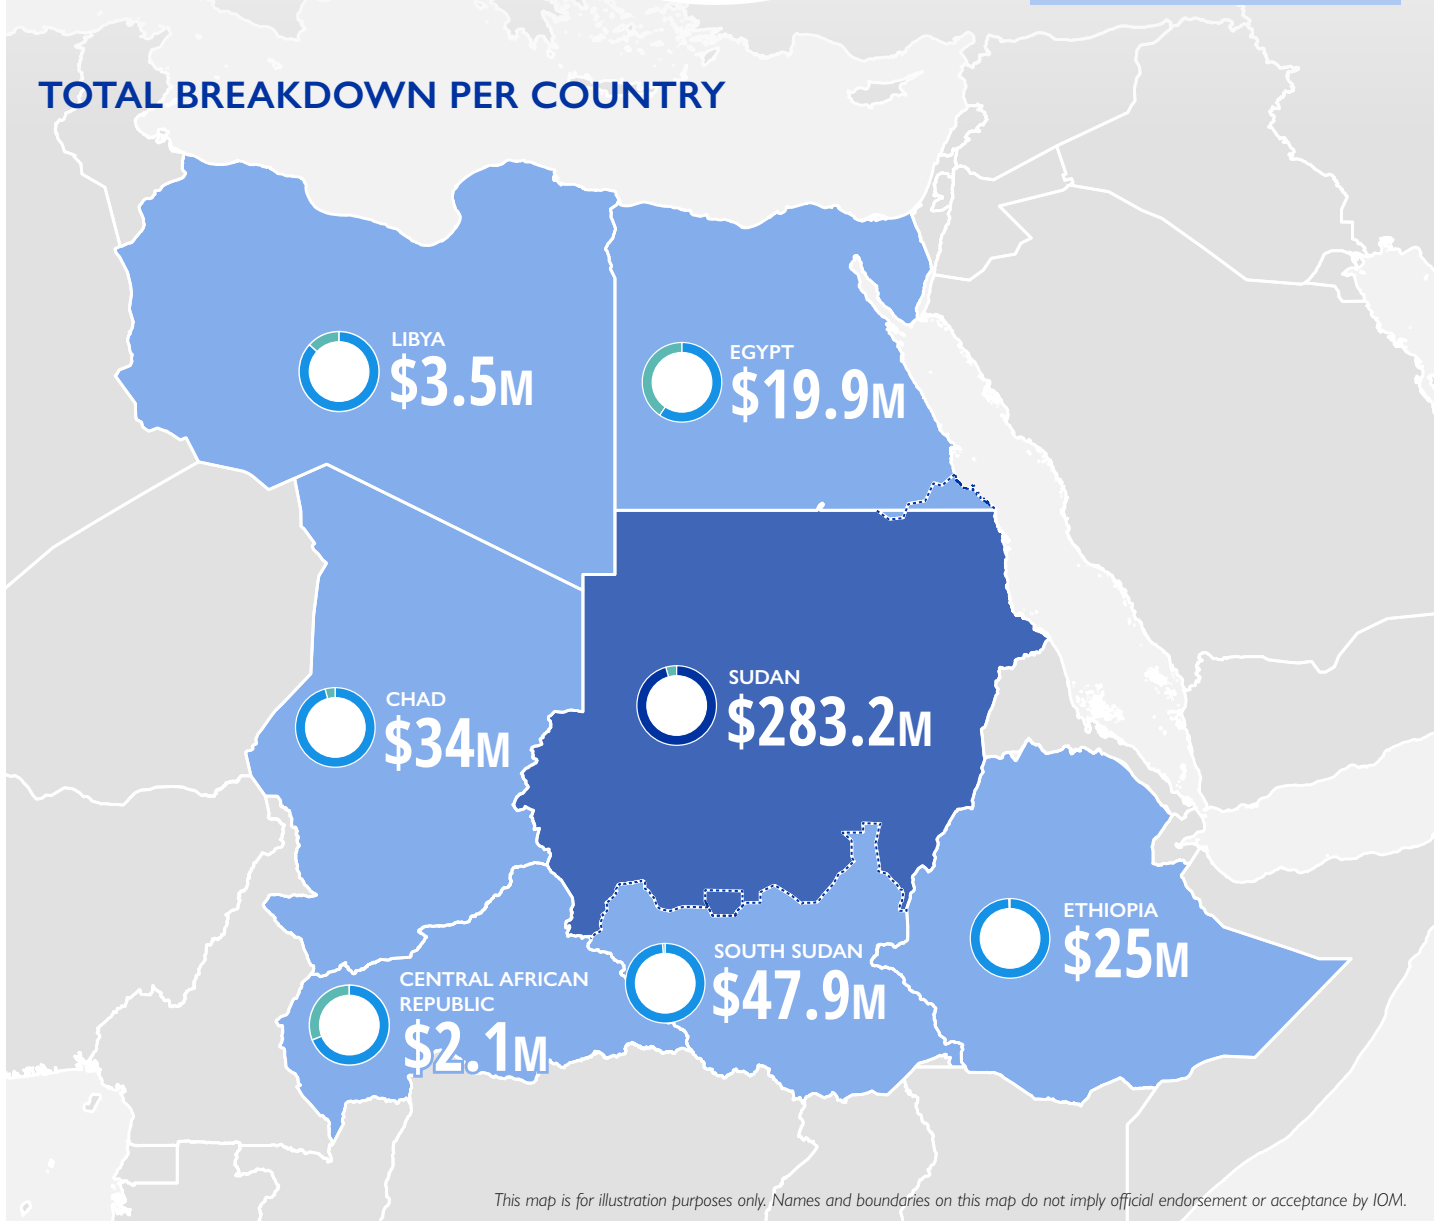 TOTAL BREAKDOWN PER COUNTRY
LIBYA
$3.5M
EGYPT
$19.9M
SUDAN
$283.2M
CHAD
$34M
ETHIOPIA
$25M
SOUTH SUDAN
$47.9M
CENTRAL AFRICAN
REPUBLIC
$2.1M
This map is for illustration purposes only. Names and boundaries on this map do not imply official endorsement or acceptance by IOM.